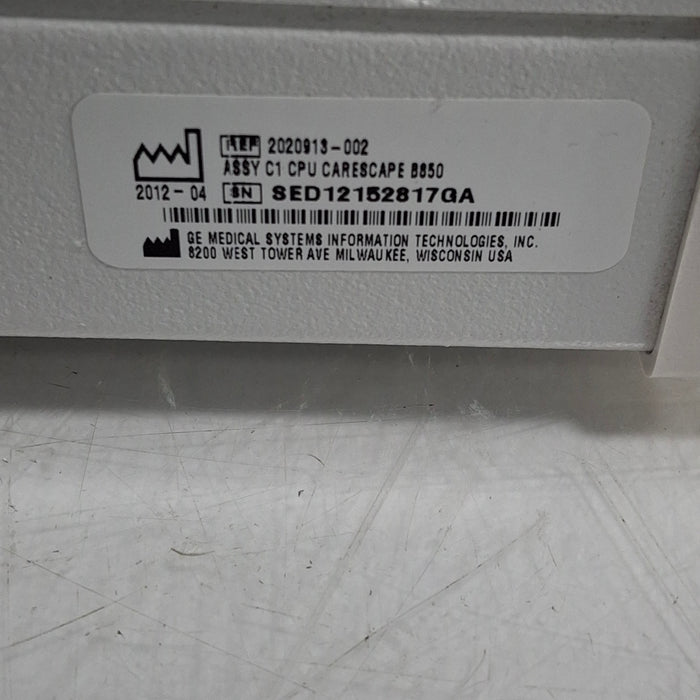 REF 2020913-002
ASSY C1 CPU CARESCAPE B850
2012-04 SN SED12152817GA
GE MEDICAL SYSTEMS INFORMATION TECHNOLOGIES, INC.
8200 WEST TOWER AVE MILWAUKEE, WISCONSIN USA